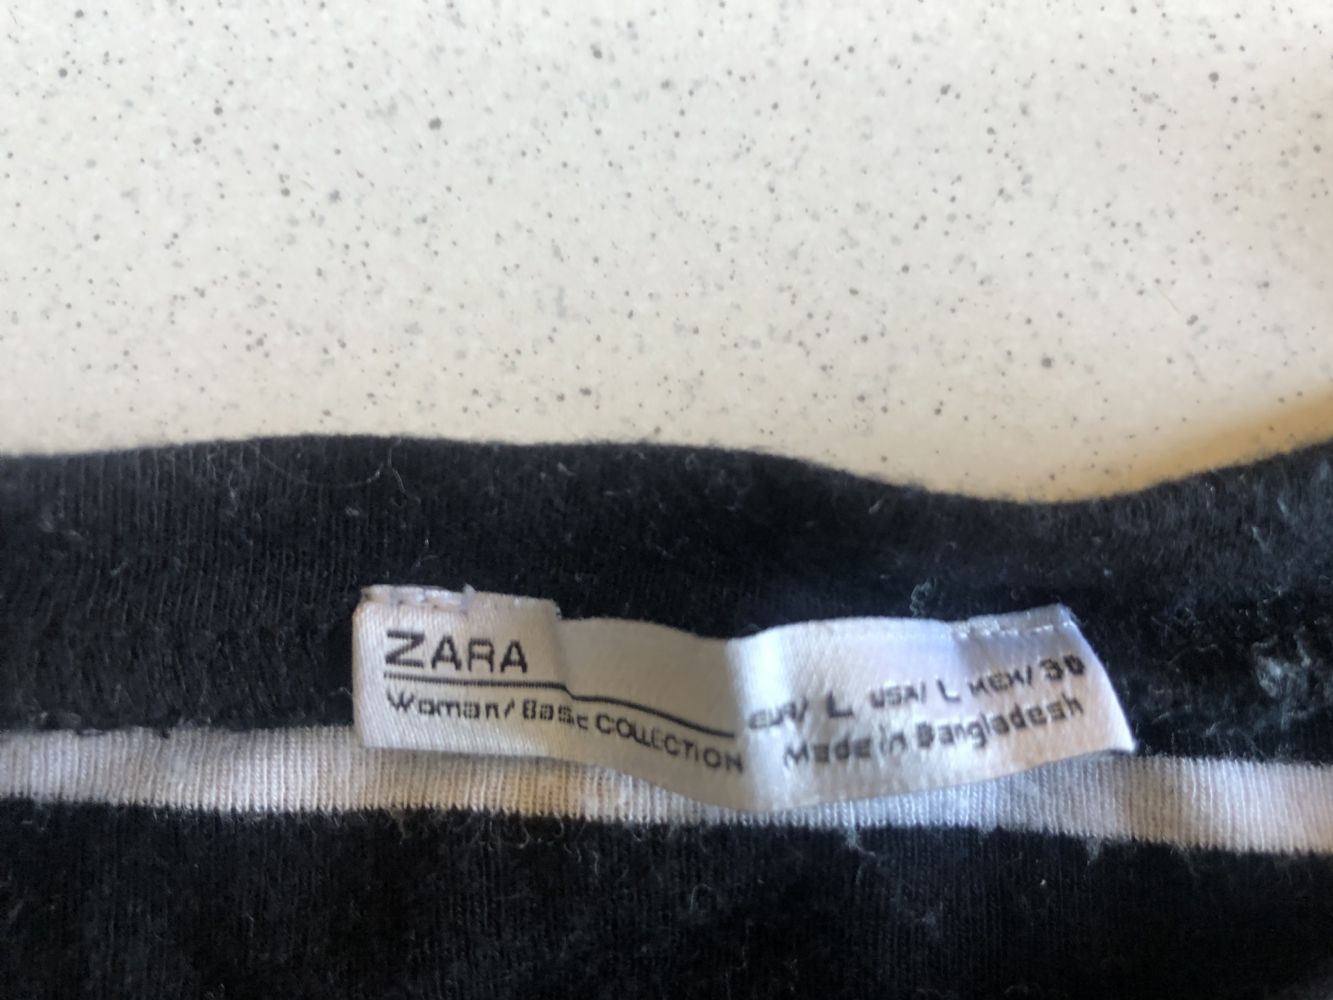 ZARA
Woman/Basic COLLECTION
EUR/ L USA/ L MEX/30
Made in Bangladesh